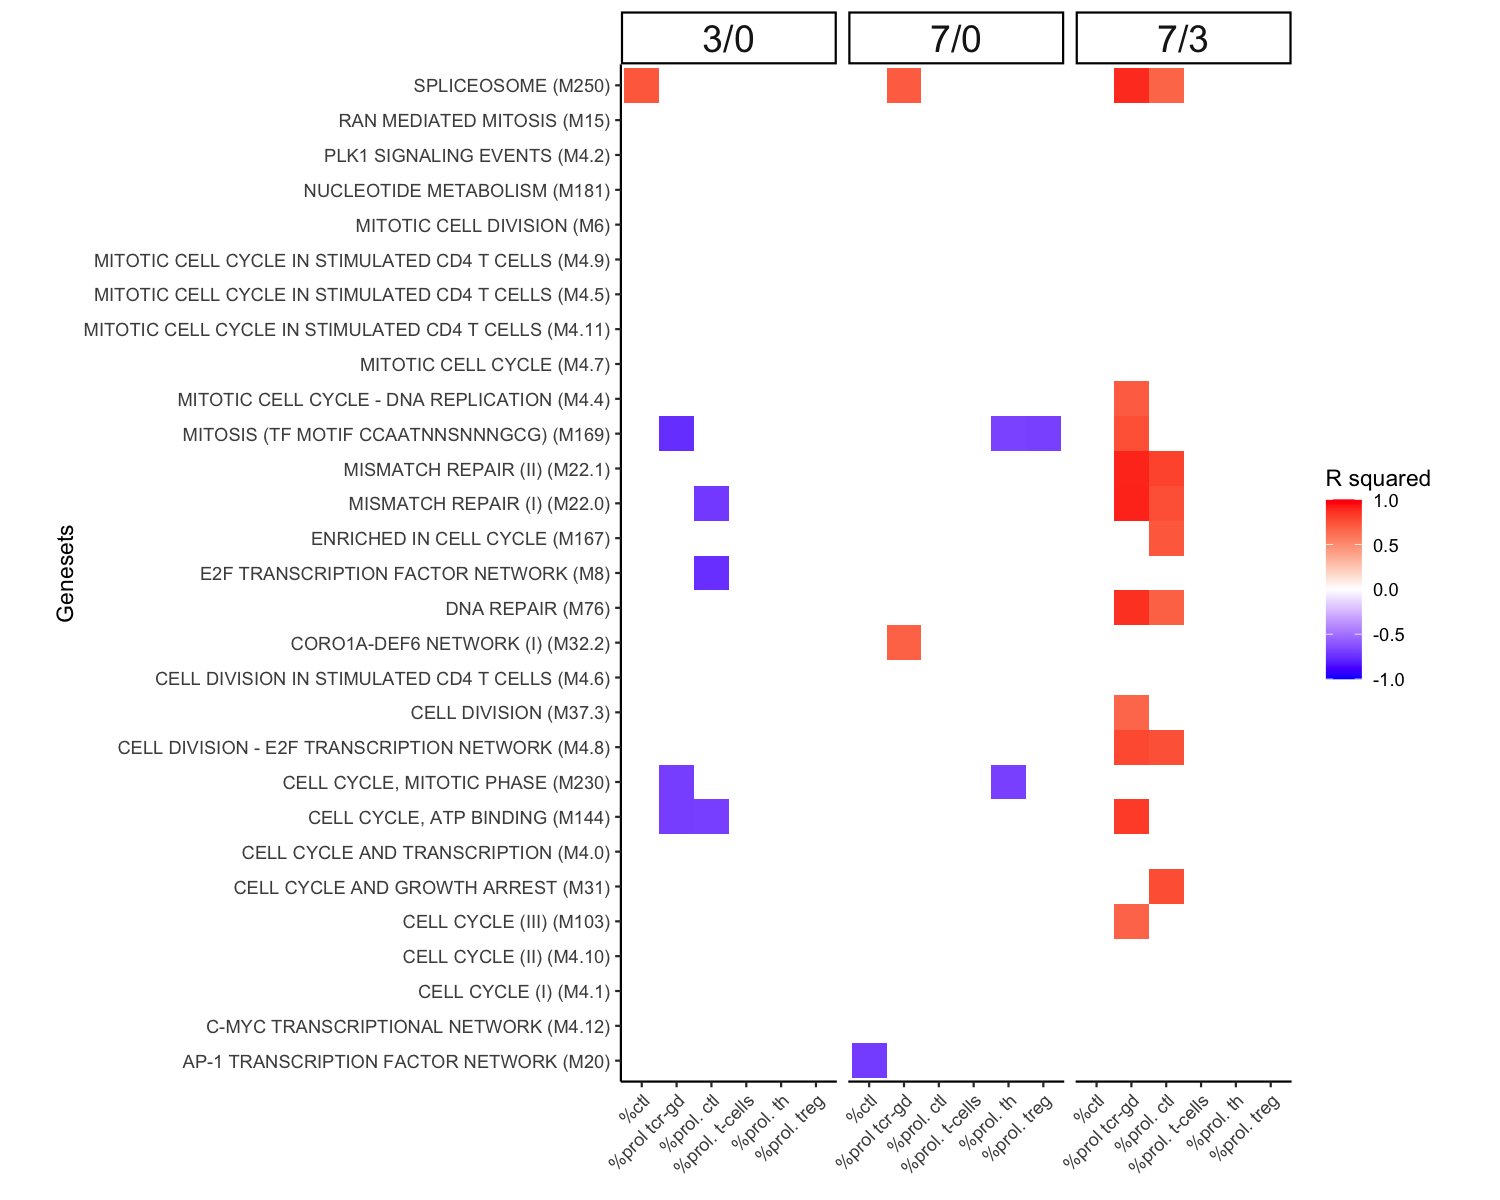 3/0
7/0
7/3
SPLICEOSOME (M250)
RAN MEDIATED MITOSIS (M15)
PLK1 SIGNALING EVENTS (M4.2)
NUCLEOTIDE METABOLISM (M181)
MITOTIC CELL DIVISION (M6)
MITOTIC CELL CYCLE IN STIMULATED CD4 T CELLS (M4.9)
MITOTIC CELL CYCLE IN STIMULATED CD4 T CELLS (M4.5)
MITOTIC CELL CYCLE IN STIMULATED CD4 T CELLS (M4.11)
MITOTIC CELL CYCLE (M4.7)
MITOTIC CELL CYCLE - DNA REPLICATION (M4.4)
MITOSIS (TF MOTIF CCAATNNSNNNGCG) (M169)
MISMATCH REPAIR (II) (M22.1)
MISMATCH REPAIR (I) (M22.0)
ENRICHED IN CELL CYCLE (M167)
E2F TRANSCRIPTION FACTOR NETWORK (M8)
DNA REPAIR (M76)
CORO1A-DEF6 NETWORK (I) (M32.2)
CELL DIVISION IN STIMULATED CD4 T CELLS (M4.6)
CELL DIVISION (M37.3)
CELL DIVISION - E2F TRANSCRIPTION NETWORK (M4.8)
CELL CYCLE, MITOTIC PHASE (M230)
CELL CYCLE, ATP BINDING (M144)
CELL CYCLE AND TRANSCRIPTION (M4.0)
CELL CYCLE AND GROWTH ARREST (M31)
CELL CYCLE (III) (M103)
CELL CYCLE (II) (M4.10)
CELL CYCLE (I) (M4.1)
C-MYC TRANSCRIPTIONAL NETWORK (M4.12)
AP-1 TRANSCRIPTION FACTOR NETWORK (M20)
Genesets
%ctl
%prol tcr-gd
%prol. ctl
%prol. t-cells
%prol. th
%prol. treg
%ctl
%prol tcr-gd
%prol. ctl
%prol. t-cells
%prol. th
%prol. treg
%ctl
%prol tcr-gd
%prol. ctl
%prol. t-cells
%prol. th
%prol. treg
R squared
1.0
0.5
0.0
-0.5
-1.0